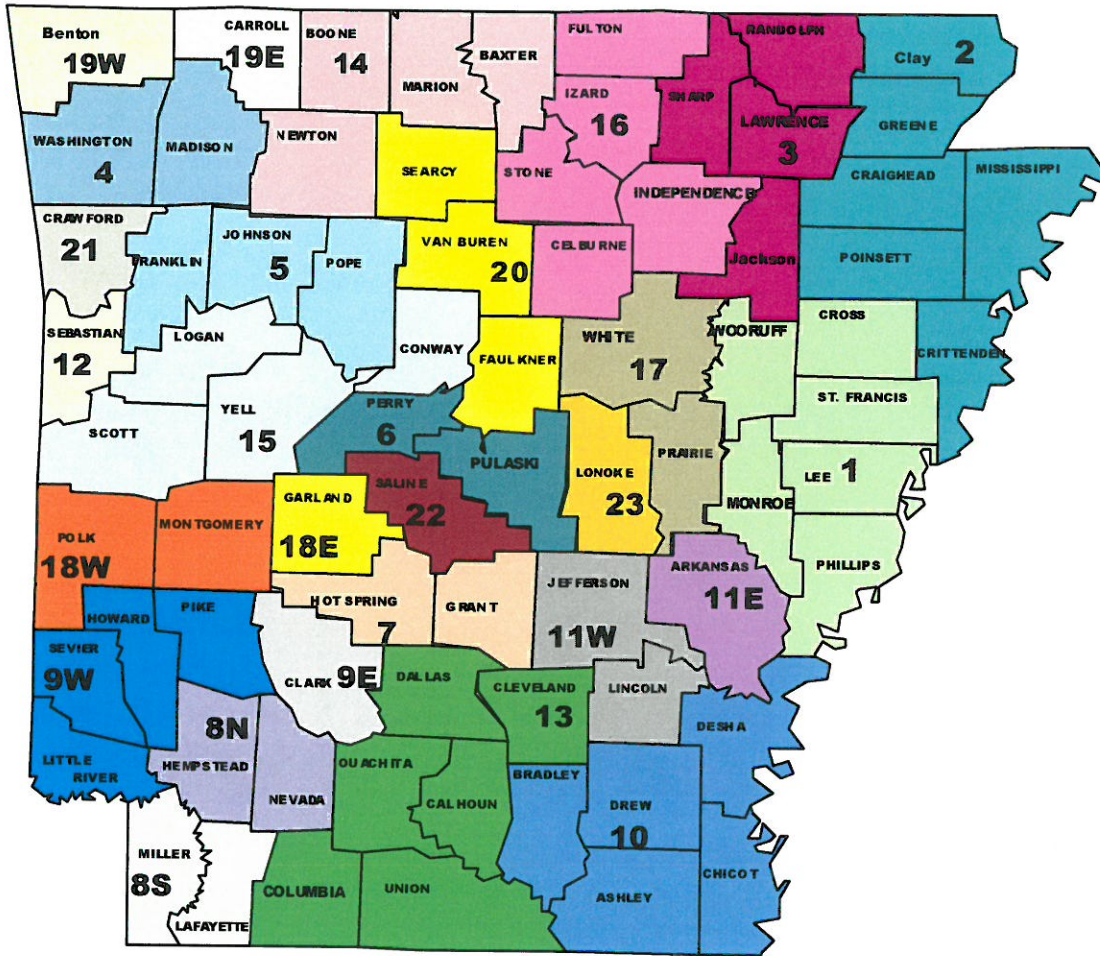 Benton
19W
CARROLL
19E
BOONE
14
MARION
BAXTER
FULTON
RANDOLPH
Clay 2
WASHINGTON
4
MADISON
NEWTON
SEARCY
IZARD
16
STONE
SHARP
LAWRENCE
3
GREENE
CRAIGHEAD
MISSISSIPPI
CRAWFORD
21
FRANKLIN
JOHNSON
5
POPE
VAN BUREN
20
CELBURNE
INDEPENDENCE
Jackson
POINSETT
SEBASTIAN
12
LOGAN
CONWAY
FAULKNER
WHITE
17
WOORUFF
CROSS
CRITTENDEN
SCOTT
YELL
15
PERRY
6
PULASKI
LONOKE
23
PRAIRIE
MONROE
ST. FRANCIS
LEE 1
PHILLIPS
POLK
18W
MONTGOMERY
GARLAND
18E
SALINE
22
HOT SPRING
7
GRANT
JEFFERSON
11W
ARKANSAS
11E
HOWARD
PIKE
SEVIER
9W
CLARK 9E
DALLAS
CLEVELAND
13
LINCOLN
DESHA
LITTLE
RIVER
8N
HEMPSTEAD
NEVADA
OUACHITA
CALHOUN
BRADLEY
DREW
10
MILLER
8S
LAFAYETTE
COLUMBIA
UNION
ASHLEY
CHICOT